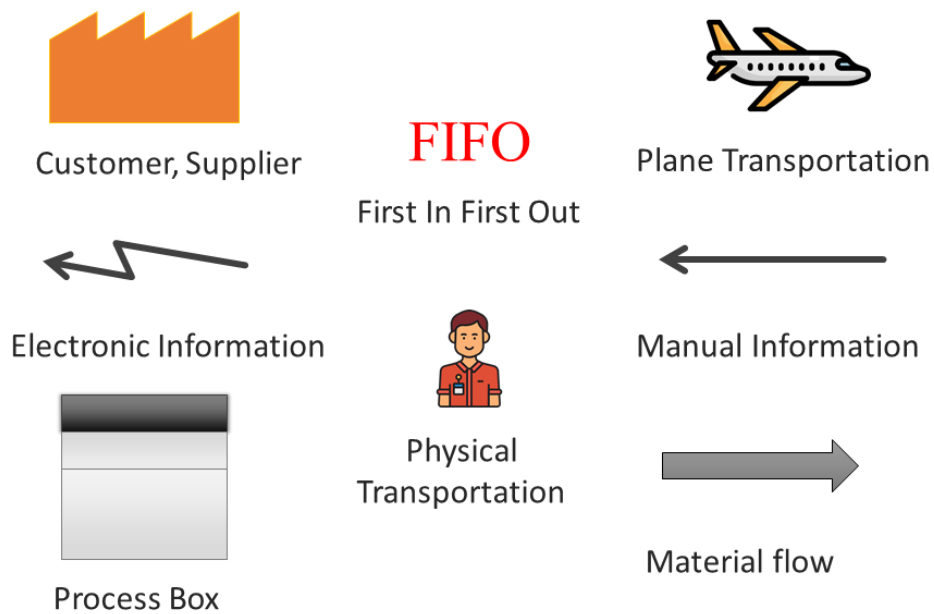 Customer, Supplier
FIFO
First In First Out
Plane Transportation
Electronic Information
Manual Information
Physical
Transportation
Process Box
Material flow